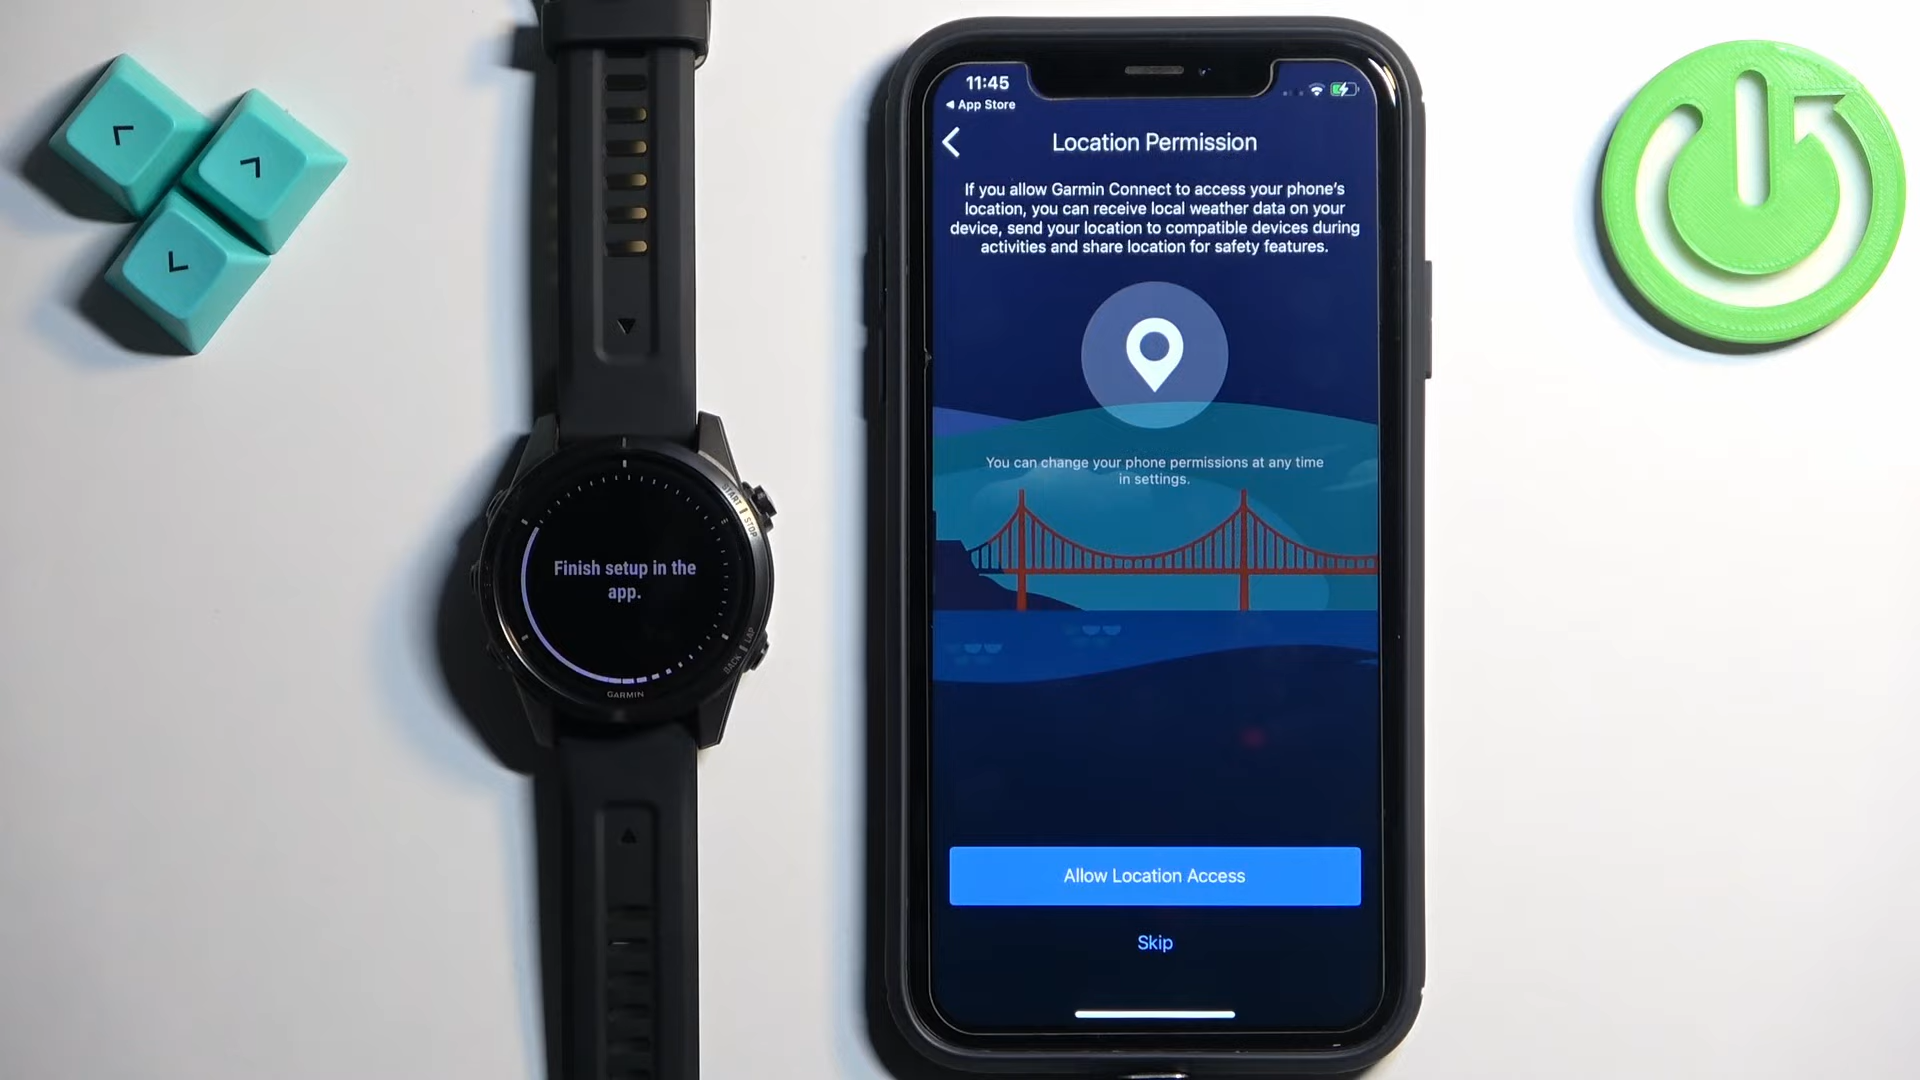 11:45
◀ App Store
Location Permission
If you allow Garmin Connect to access your phone's
location, you can receive local weather data on your
device, send your location to compatible devices during
activities and share location for safety features.
You can change your phone permissions at any time
in settings.
Allow Location Access
Skip
START
STOP
Finish setup in the
app.
LAP
BACK
GARMIN